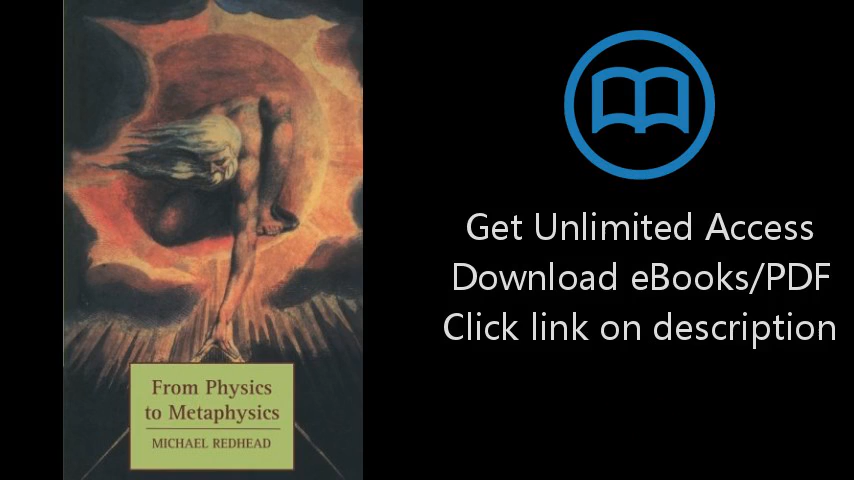 From Physics
to Metaphysics
MICHAEL REDHEAD
Get Unlimited Access
Download eBooks/PDF
Click link on description